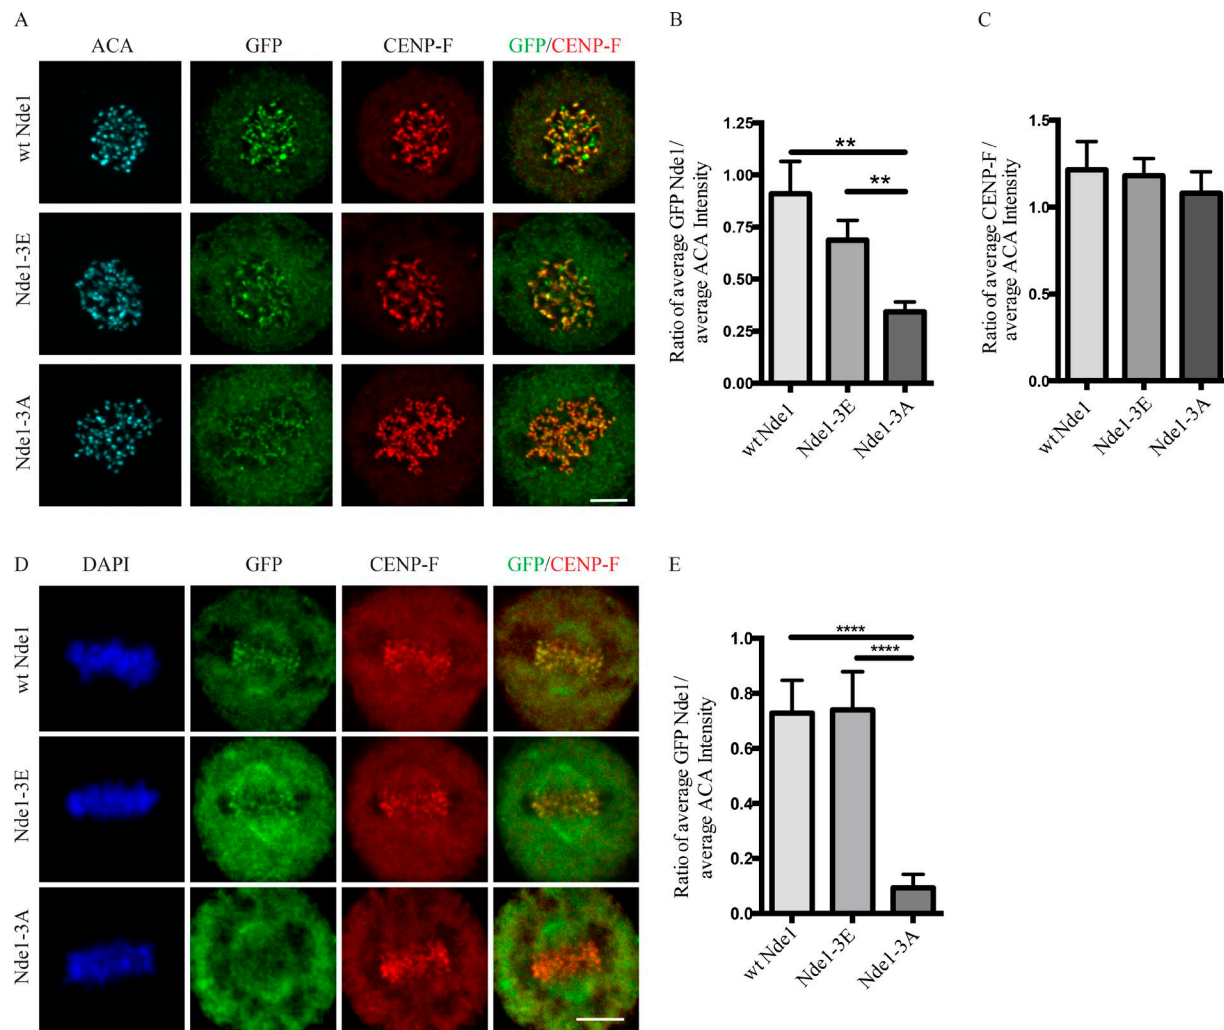 A
ACA GFP CENP-F GFP/CENP-F
wt Nde1
Nde1-3E
Nde1-3A
B
Ratio of average GFP Nde1/
average ACA Intensity
1.25
1.00
0.75
0.50
0.25
0.00
**
**
wt Nde1
Nde1-3E
Nde1-3A
C
Ratio of average CENP-F /
average ACA Intensity
1.5
1.0
0.5
0.0
wt Nde1
Nde1-3E
Nde1-3A
D
DAPI GFP CENP-F GFP/CENP-F
wt Nde1
Nde1-3E
Nde1-3A
E
Ratio of average GFP Nde1/
average ACA Intensity
1.0
0.8
0.6
0.4
0.2
0.0
****
****
wt Nde1
Nde1-3E
Nde1-3A